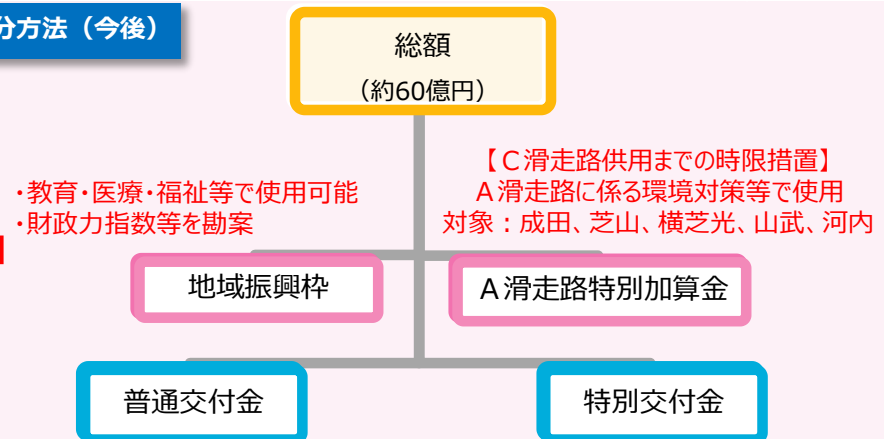 分方法（今後）
総額
（約60億円）
・教育・医療・福祉等で使用可能
・財政力指数等を勘案
【Ｃ滑走路供用までの時限措置】
Ａ滑走路に係る環境対策等で使用
対象：成田、芝山、横芝光、山武、河内
地域振興枠
Ａ滑走路特別加算金
普通交付金
特別交付金